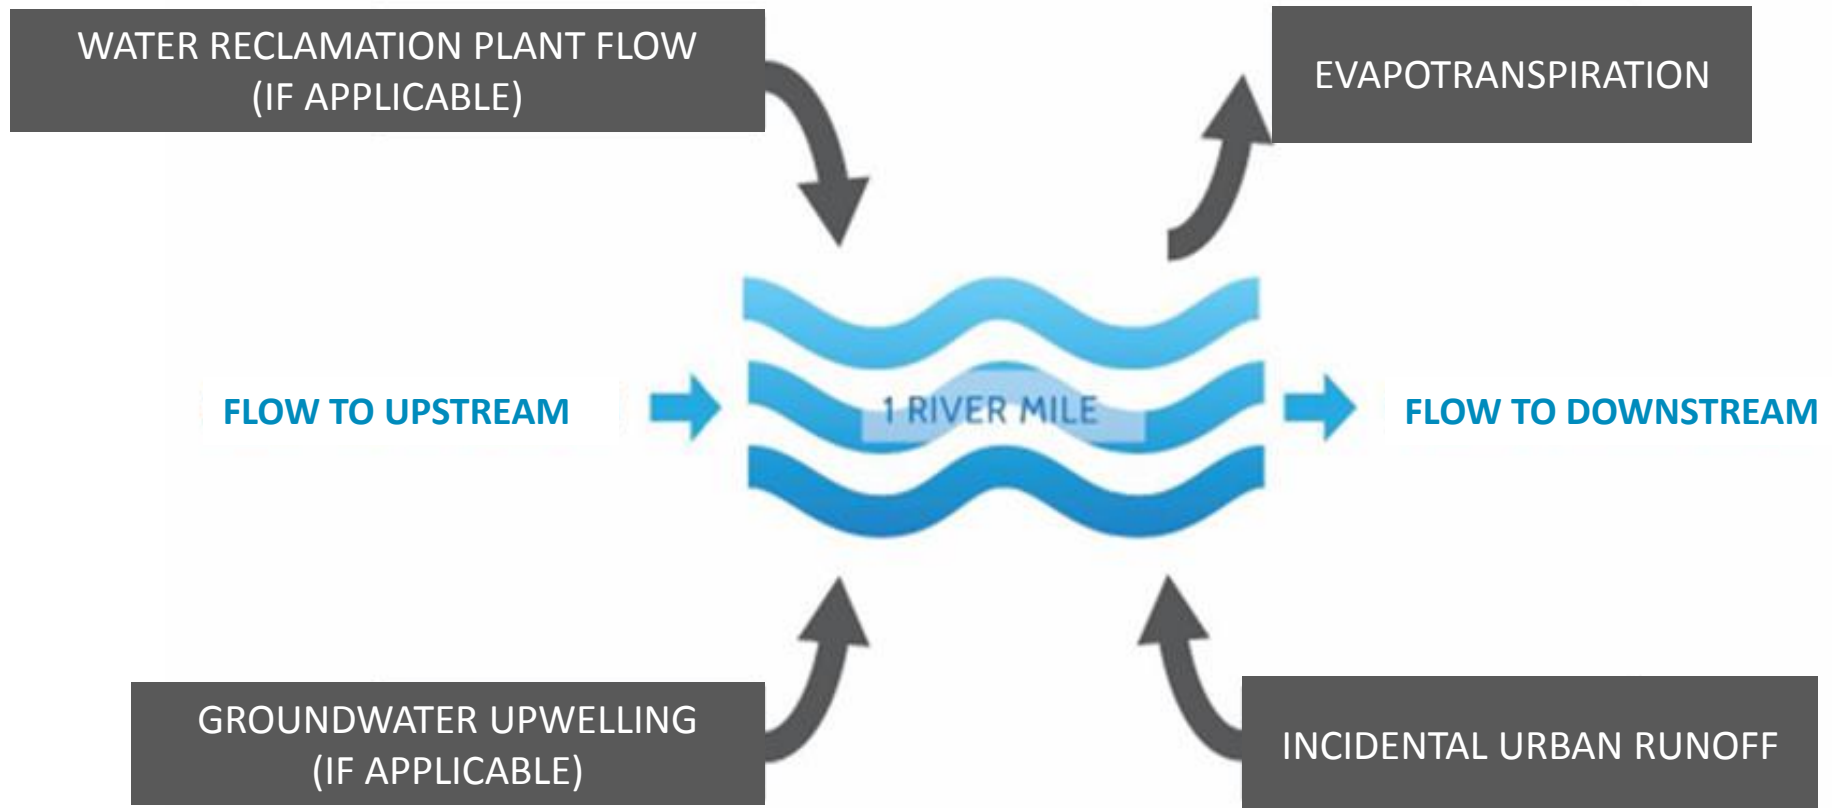 WATER RECLAMATION PLANT FLOW
(IF APPLICABLE)
EVAPOTRANSPIRATION
FLOW TO UPSTREAM
1 RIVER MILE
FLOW TO DOWNSTREAM
GROUNDWATER UPWELLING
(IF APPLICABLE)
INCIDENTAL URBAN RUNOFF